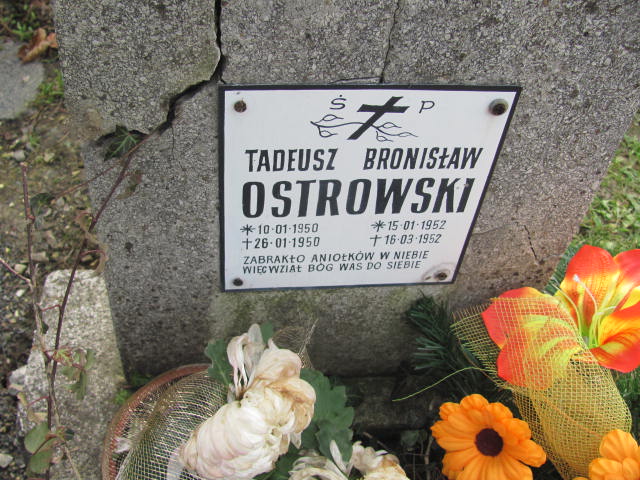 Ś P
TADEUSZ BRONISŁAW
OSTROWSKI
*10·01·1950 *15·01·1952
†26·01·1950 †16·03·1952
ZABRAKŁO ANIOŁKÓW W NIEBIE
WIĘC WZIAŁ BÓG WAS DO SIEBIE